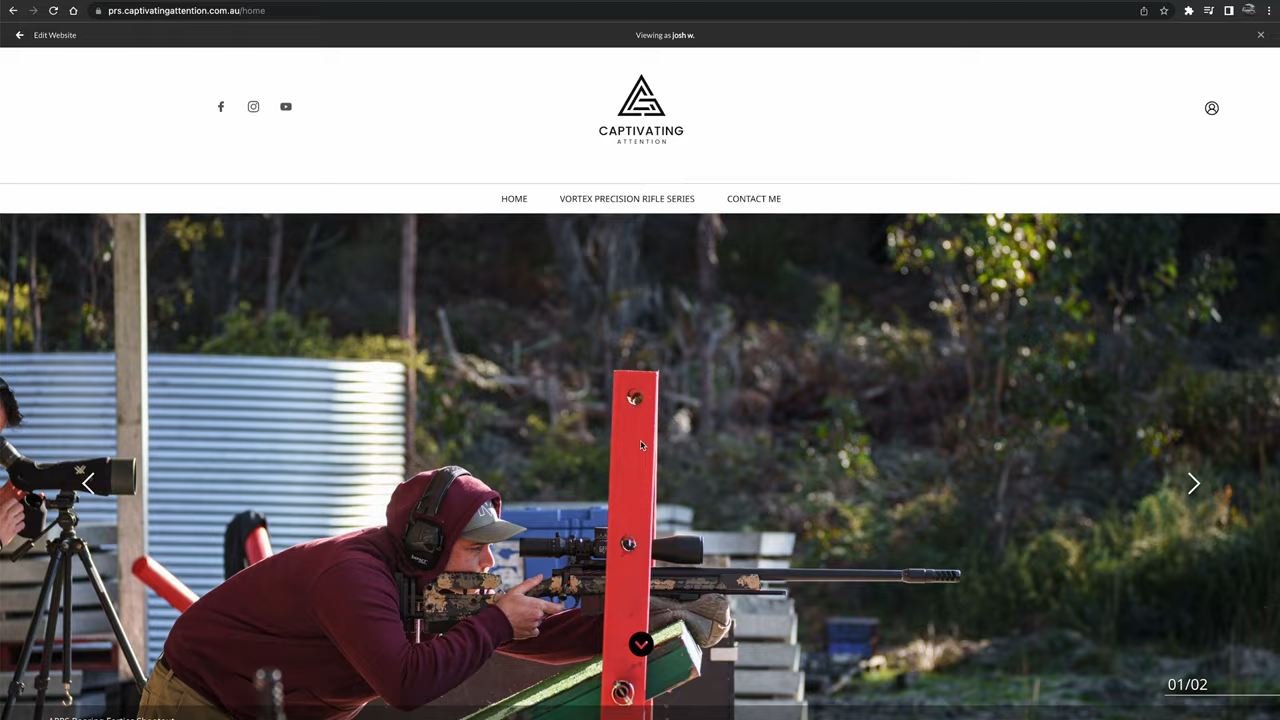 prs.captivatingattention.com.au/home
Edit Website
Viewing as josh w.
CAPTIVATING
ATTENTION
HOME
VORTEX PRECISION RIFLE SERIES
CONTACT ME
01/02